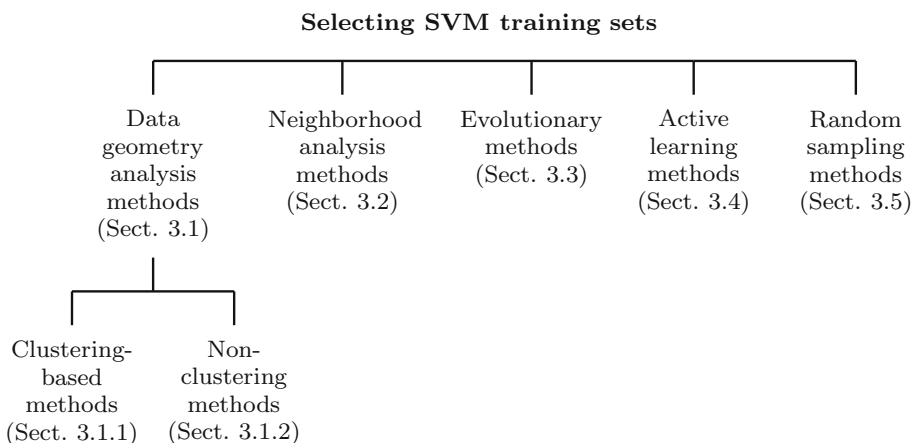 Selecting SVM training sets
Data
geometry
analysis
methods
(Sect. 3.1)
Neighborhood
analysis
methods
(Sect. 3.2)
Evolutionary
methods
(Sect. 3.3)
Active
learning
methods
(Sect. 3.4)
Random
sampling
methods
(Sect. 3.5)
Clustering-
based
methods
(Sect. 3.1.1)
Non-
clustering
methods
(Sect. 3.1.2)